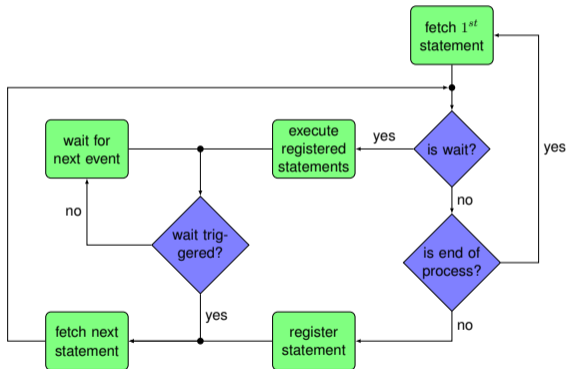 fetch 1st
statement
wait for
next event
execute
registered
statements
yes
is wait?
yes
no
no
wait trig-
gered?
is end of
process?
yes
no
fetch next
statement
register
statement